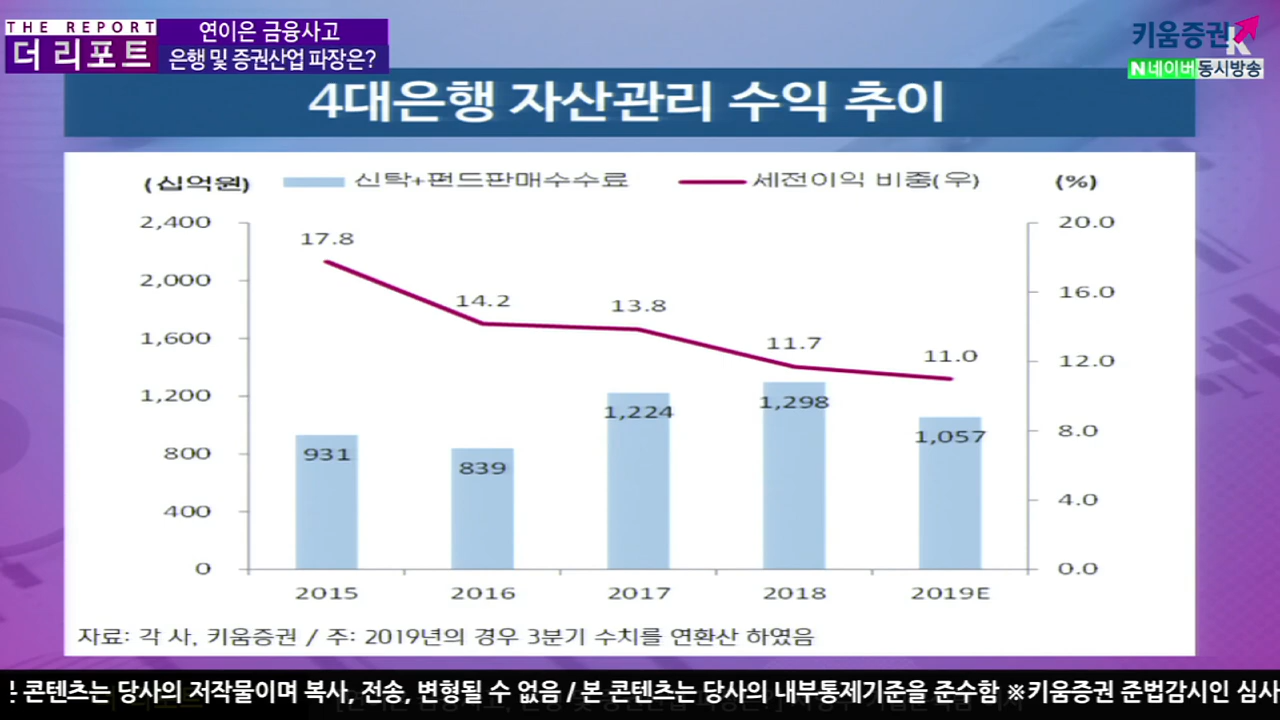 THE REPORT
더 리포트
연이은 금융사고
은행 및 증권산업 파장은?
키움증권
N 네이버 동시방송
4대은행 자산관리 수익 추이
(십억원) 신탁+펀드판매수수료 세전이익 비중(우) (%)
2,400 20.0
2,000 16.0
1,600 12.0
1,200 8.0
800 4.0
400 0.0
0
17.8 14.2 13.8 11.7 11.0
931 839 1,224 1,298 1,057
2015 2016 2017 2018 2019E
자료: 각 사, 키움증권 / 주: 2019년의 경우 3분기 수치를 연환산 하였음
콘텐츠는 당사의 저작물이며 복사, 전송, 변형될 수 없음 / 본 콘텐츠는 당사의 내부통제기준을 준수함 ※키움증권 준법감시인 심사